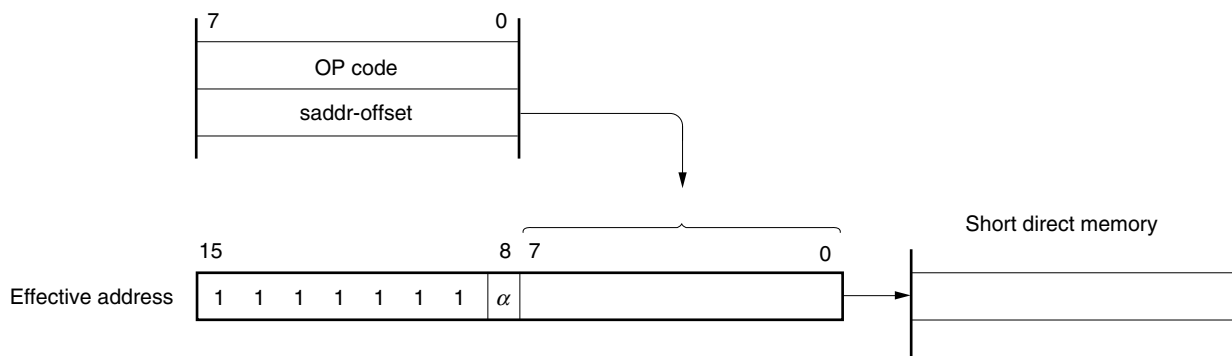 7 0
OP code
saddr-offset
Short direct memory
15 8 7 0
Effective address 1 1 1 1 1 1 1 α